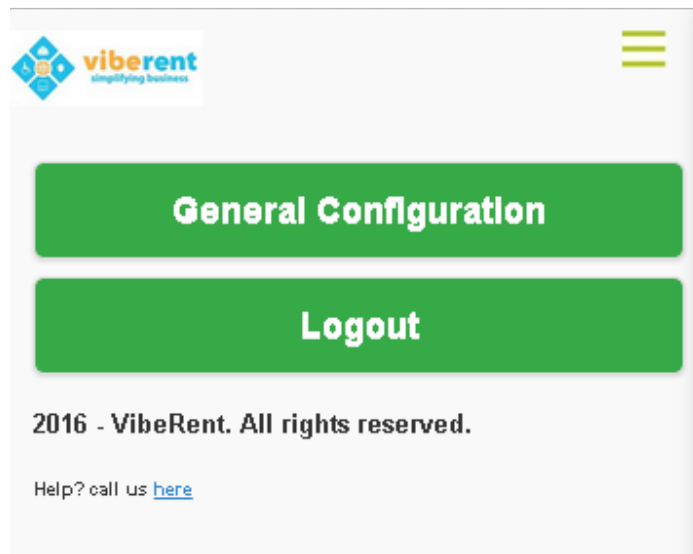 viberent
simplifying business
General Configuration
Logout
2016 - VibeRent. All rights reserved.
Help? call us here